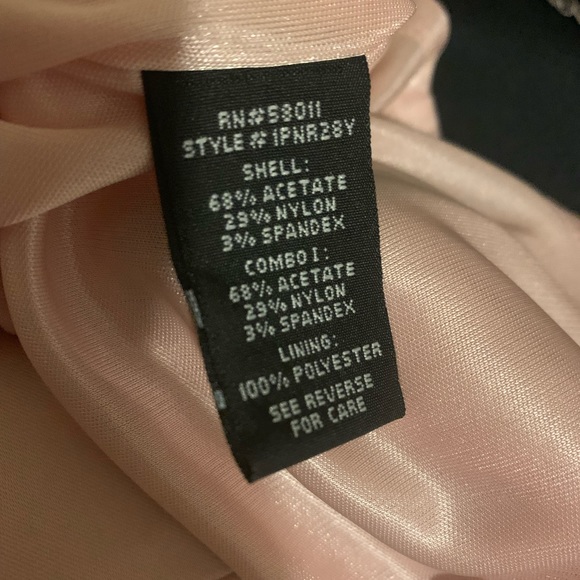 RN#58011
STYLE # 1PNR28Y
SHELL:
68% ACETATE
29% NYLON
3% SPANDEX
COMBO I:
68% ACETATE
29% NYLON
3% SPANDEX
LINING:
100% POLYESTER
SEE REVERSE
FOR CARE